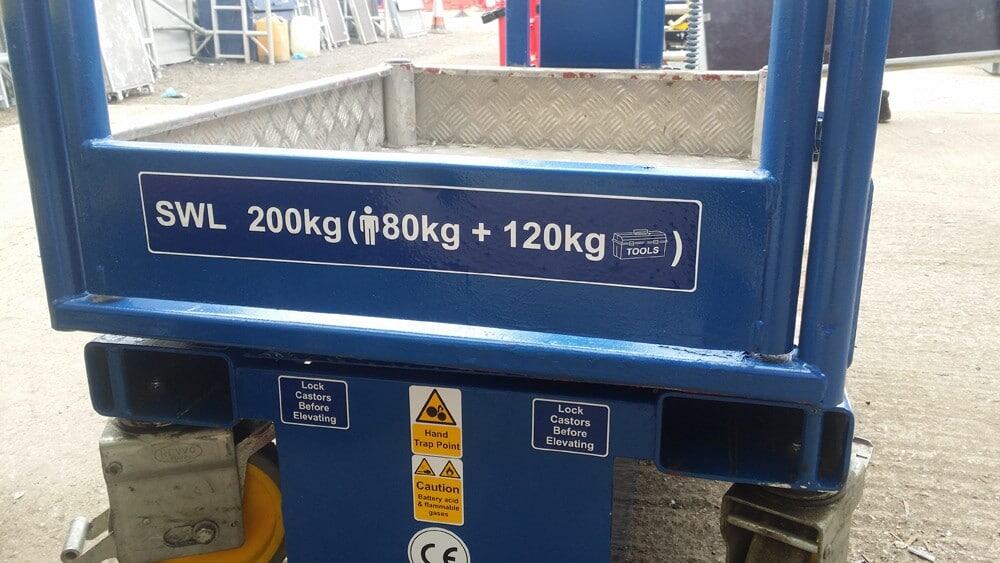 SWL 200kg ( 80kg + 120kg TOOLS )
Lock
Castors
Before
Elevating
Hand
Trap Point
Caution
Battery acid
& flammable
gases
CE
Lock
Castors
Before
Elevating